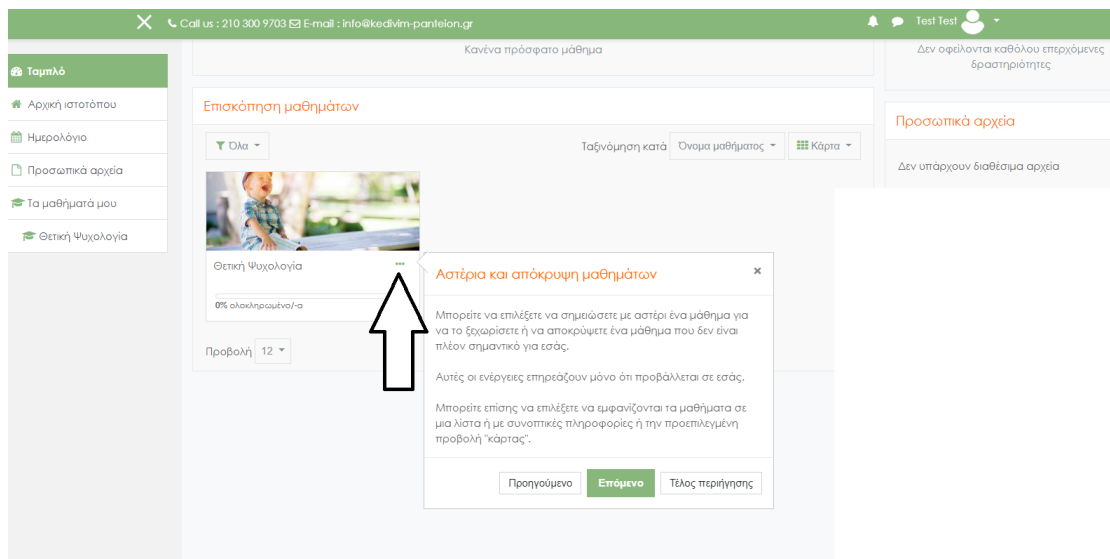 Call us : 210 300 9703 E-mail : info@kedivim-panteion.gr
Test Test
Ταμπλό
Αρχική ιστοτόπου
Ημερολόγιο
Προσωπικά αρχεία
Τα μαθήματά μου
Θετική Ψυχολογία
Κανένα πρόσφατο μάθημα
Επισκόπηση μαθημάτων
Όλα
Ταξινόμηση κατά Όνομα μαθήματος Κάρτα
Θετική Ψυχολογία
0% ολοκληρωμένο/-α
Προβολή 12
Αστέρια και απόκρυψη μαθημάτων
Μπορείτε να επιλέξετε να σημειώσετε με αστέρι ένα μάθημα για
να το ξεχωρίσετε ή να αποκρύψετε ένα μάθημα που δεν είναι
πλέον σημαντικό για εσάς.
Αυτές οι ενέργειες επηρεάζουν μόνο ότι προβάλλεται σε εσάς.
Μπορείτε επίσης να επιλέξετε να εμφανίζονται τα μαθήματα σε
μια λίστα ή με συνοπτικές πληροφορίες ή την προεπιλεγμένη
προβολή "κάρτας".
Προηγούμενο Επόμενο Τέλος περιήγησης
Δεν οφείλονται καθόλου επερχόμενες
δραστηριότητες
Προσωπικά αρχεία
Δεν υπάρχουν διαθέσιμα αρχεία